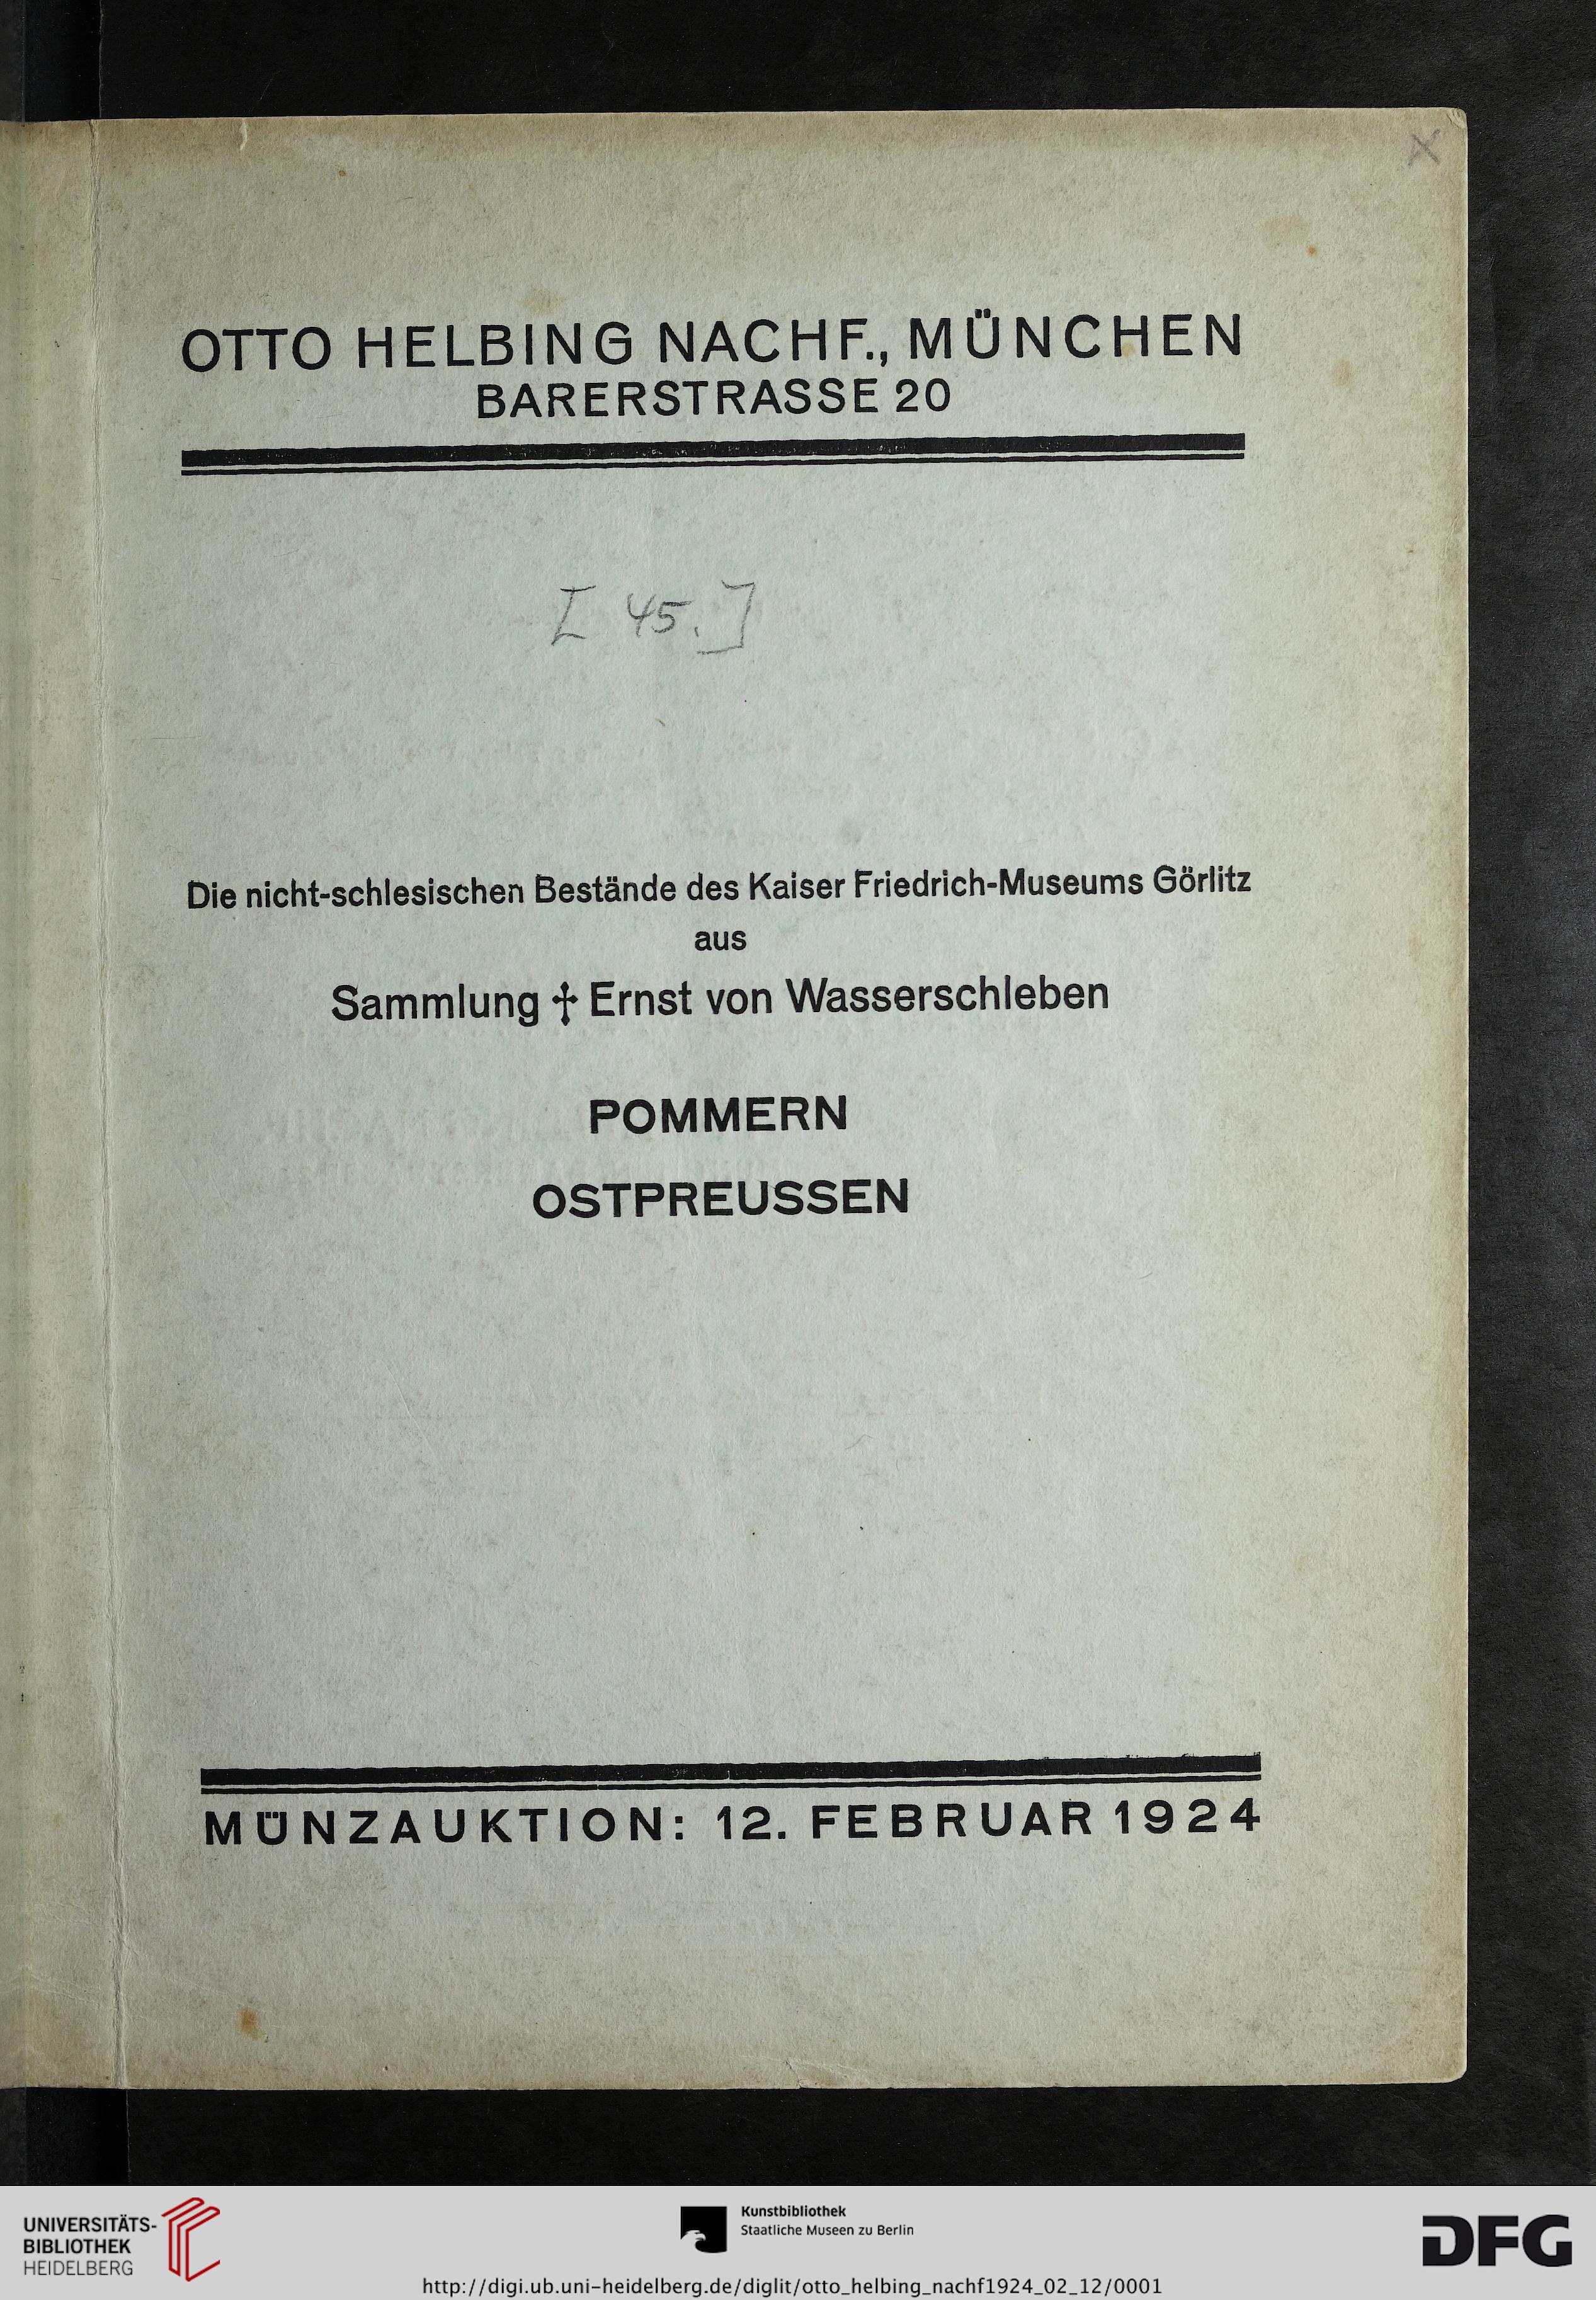 X
OTTO HELBING NACHF., MÜNCHEN
BARERSTRASSE 20
[ 45. ]
Die nicht-schlesischen Bestände des Kaiser Friedrich-Museums Görlitz
aus
Sammlung ‡ Ernst von Wasserschleben
POMMERN
OSTPREUSSEN
MÜNZAUKTION: 12. FEBRUAR 1924
UNIVERSITÄTS-
BIBLIOTHEK
HEIDELBERG
Kunstbibliothek
Staatliche Museen zu Berlin
DFG
http://digi.ub.uni-heidelberg.de/diglit/otto_helbing_nachf1924_02_12/0001